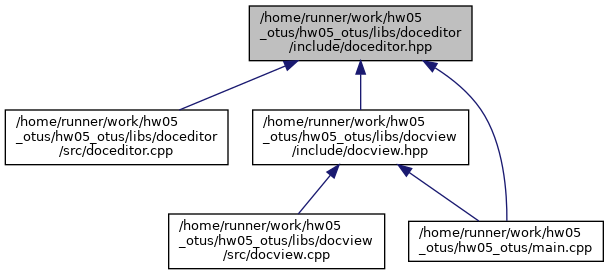 /home/runner/work/hw05
_otus/hw05_otus/libs/doceditor
/include/doceditor.hpp
/home/runner/work/hw05
_otus/hw05_otus/libs/doceditor
/src/doceditor.cpp
/home/runner/work/hw05
_otus/hw05_otus/libs/docview
/include/docview.hpp
/home/runner/work/hw05
_otus/hw05_otus/libs/docview
/src/docview.cpp
/home/runner/work/hw05
_otus/hw05_otus/main.cpp